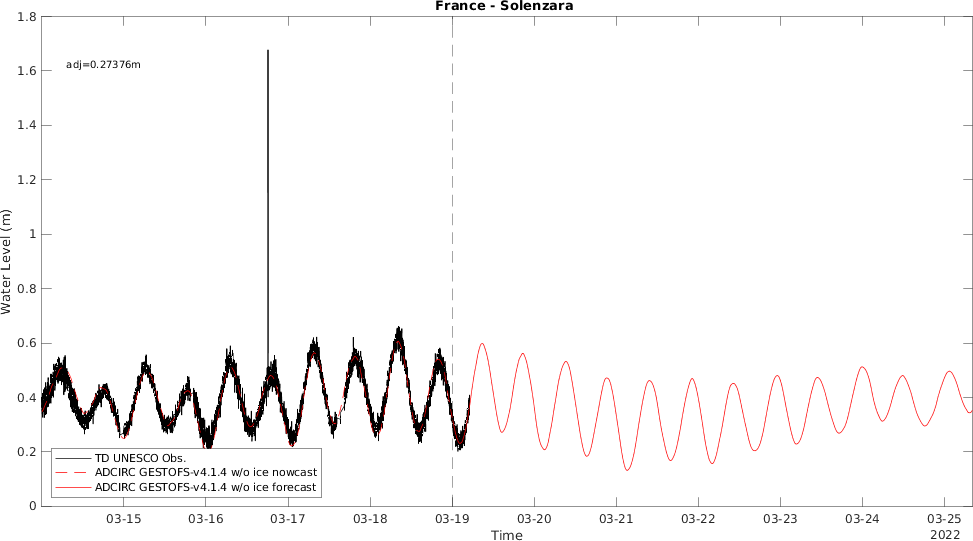 France - Solenzara
adj=0.27376m
Water Level (m)
1.8
1.6
1.4
1.2
1
0.8
0.6
0.4
0.2
0
TD UNESCO Obs.
ADCIRC GESTOFS-v4.1.4 w/o ice nowcast
ADCIRC GESTOFS-v4.1.4 w/o ice forecast
03-15 03-16 03-17 03-18 03-19 03-20 03-21 03-22 03-23 03-24 03-25
Time
2022